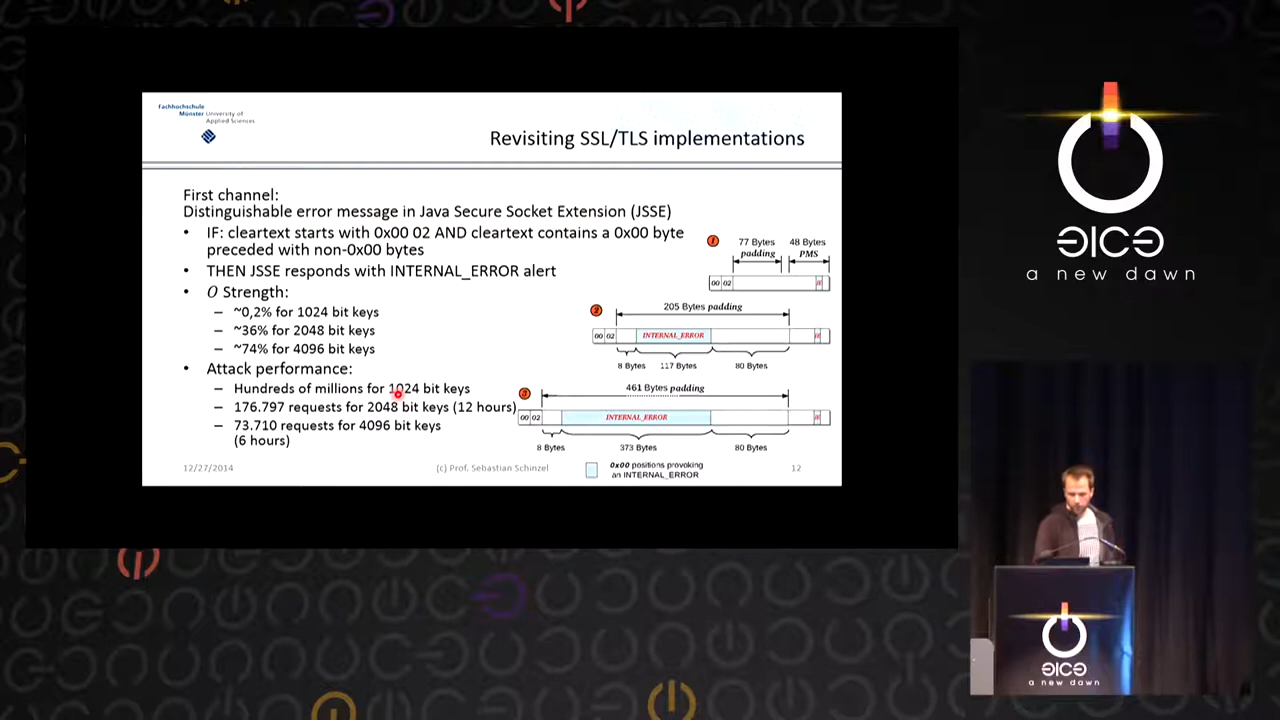 Fachhochschule
Münster University of
Applied Sciences
Revisiting SSL/TLS implementations
First channel:
Distinguishable error message in Java Secure Socket Extension (JSSE)
• IF: cleartext starts with 0x00 02 AND cleartext contains a 0x00 byte
preceded with non-0x00 bytes
• THEN JSSE responds with INTERNAL_ERROR alert
• O Strength:
– ~0,2% for 1024 bit keys
– ~36% for 2048 bit keys
– ~74% for 4096 bit keys
• Attack performance:
– Hundreds of millions for 1024 bit keys
– 176.797 requests for 2048 bit keys (12 hours)
– 73.710 requests for 4096 bit keys
(6 hours)
1
77 Bytes 48 Bytes
padding PMS
00 02
2
205 Bytes padding
00 02 INTERNAL_ERROR
8 Bytes 117 Bytes 80 Bytes
3
461 Bytes padding
00 02 INTERNAL_ERROR
8 Bytes 373 Bytes 80 Bytes
0x00 positions provoking
an INTERNAL_ERROR
12/27/2014 (c) Prof. Sebastian Schinzel 12
a new dawn
a new dawn